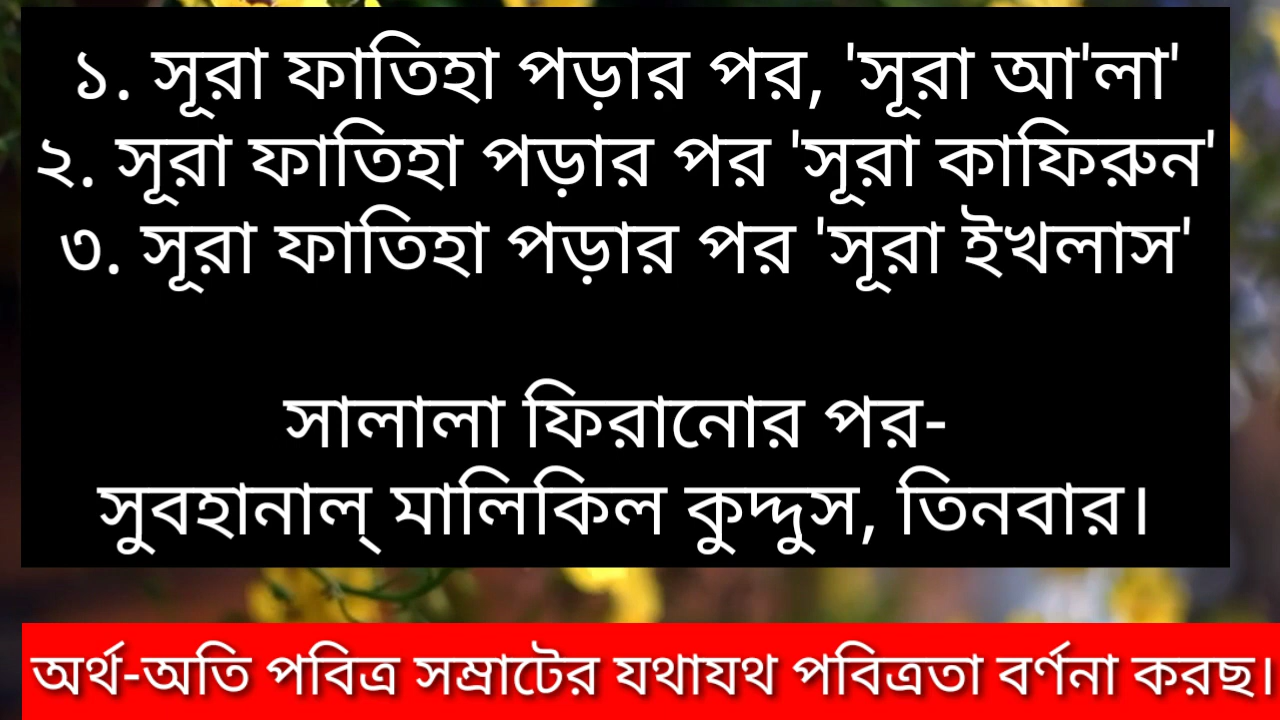 ১. সূরা ফাতিহা পড়ার পর, 'সূরা আ'লা'
২. সূরা ফাতিহা পড়ার পর 'সূরা কাফিরুন'
৩. সূরা ফাতিহা পড়ার পর 'সূরা ইখলাস'
সালালা ফিরানোর পর-
সুবহানাল্ মালিকিল কুদ্দুস, তিনবার।
অর্থ-অতি পবিত্র সম্রাটের যথাযথ পবিত্রতা বর্ণনা করছ।